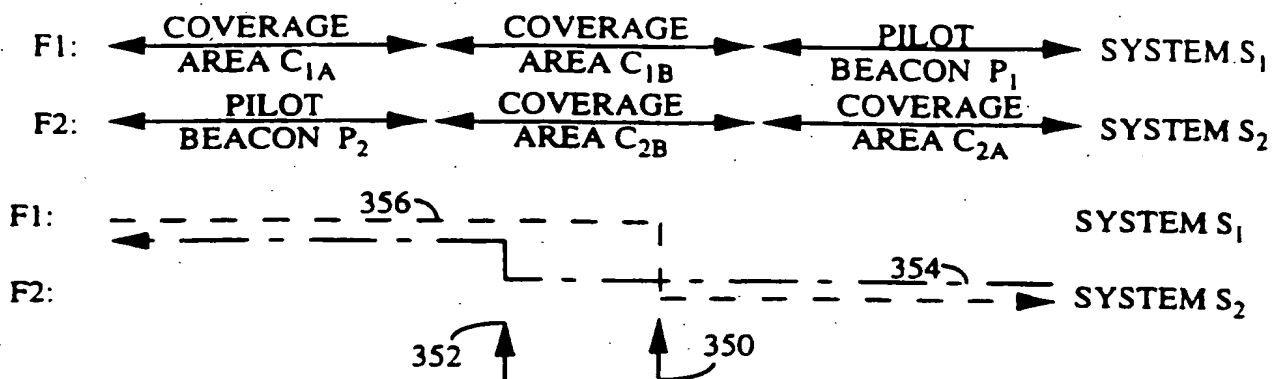 F1: COVERAGE AREA C1A COVERAGE AREA C1B PILOT BEACON P1 SYSTEM S1
F2: PILOT BEACON P2 COVERAGE AREA C2B COVERAGE AREA C2A SYSTEM S2
F1: 356 SYSTEM S1
F2: 354 SYSTEM S2
352 350